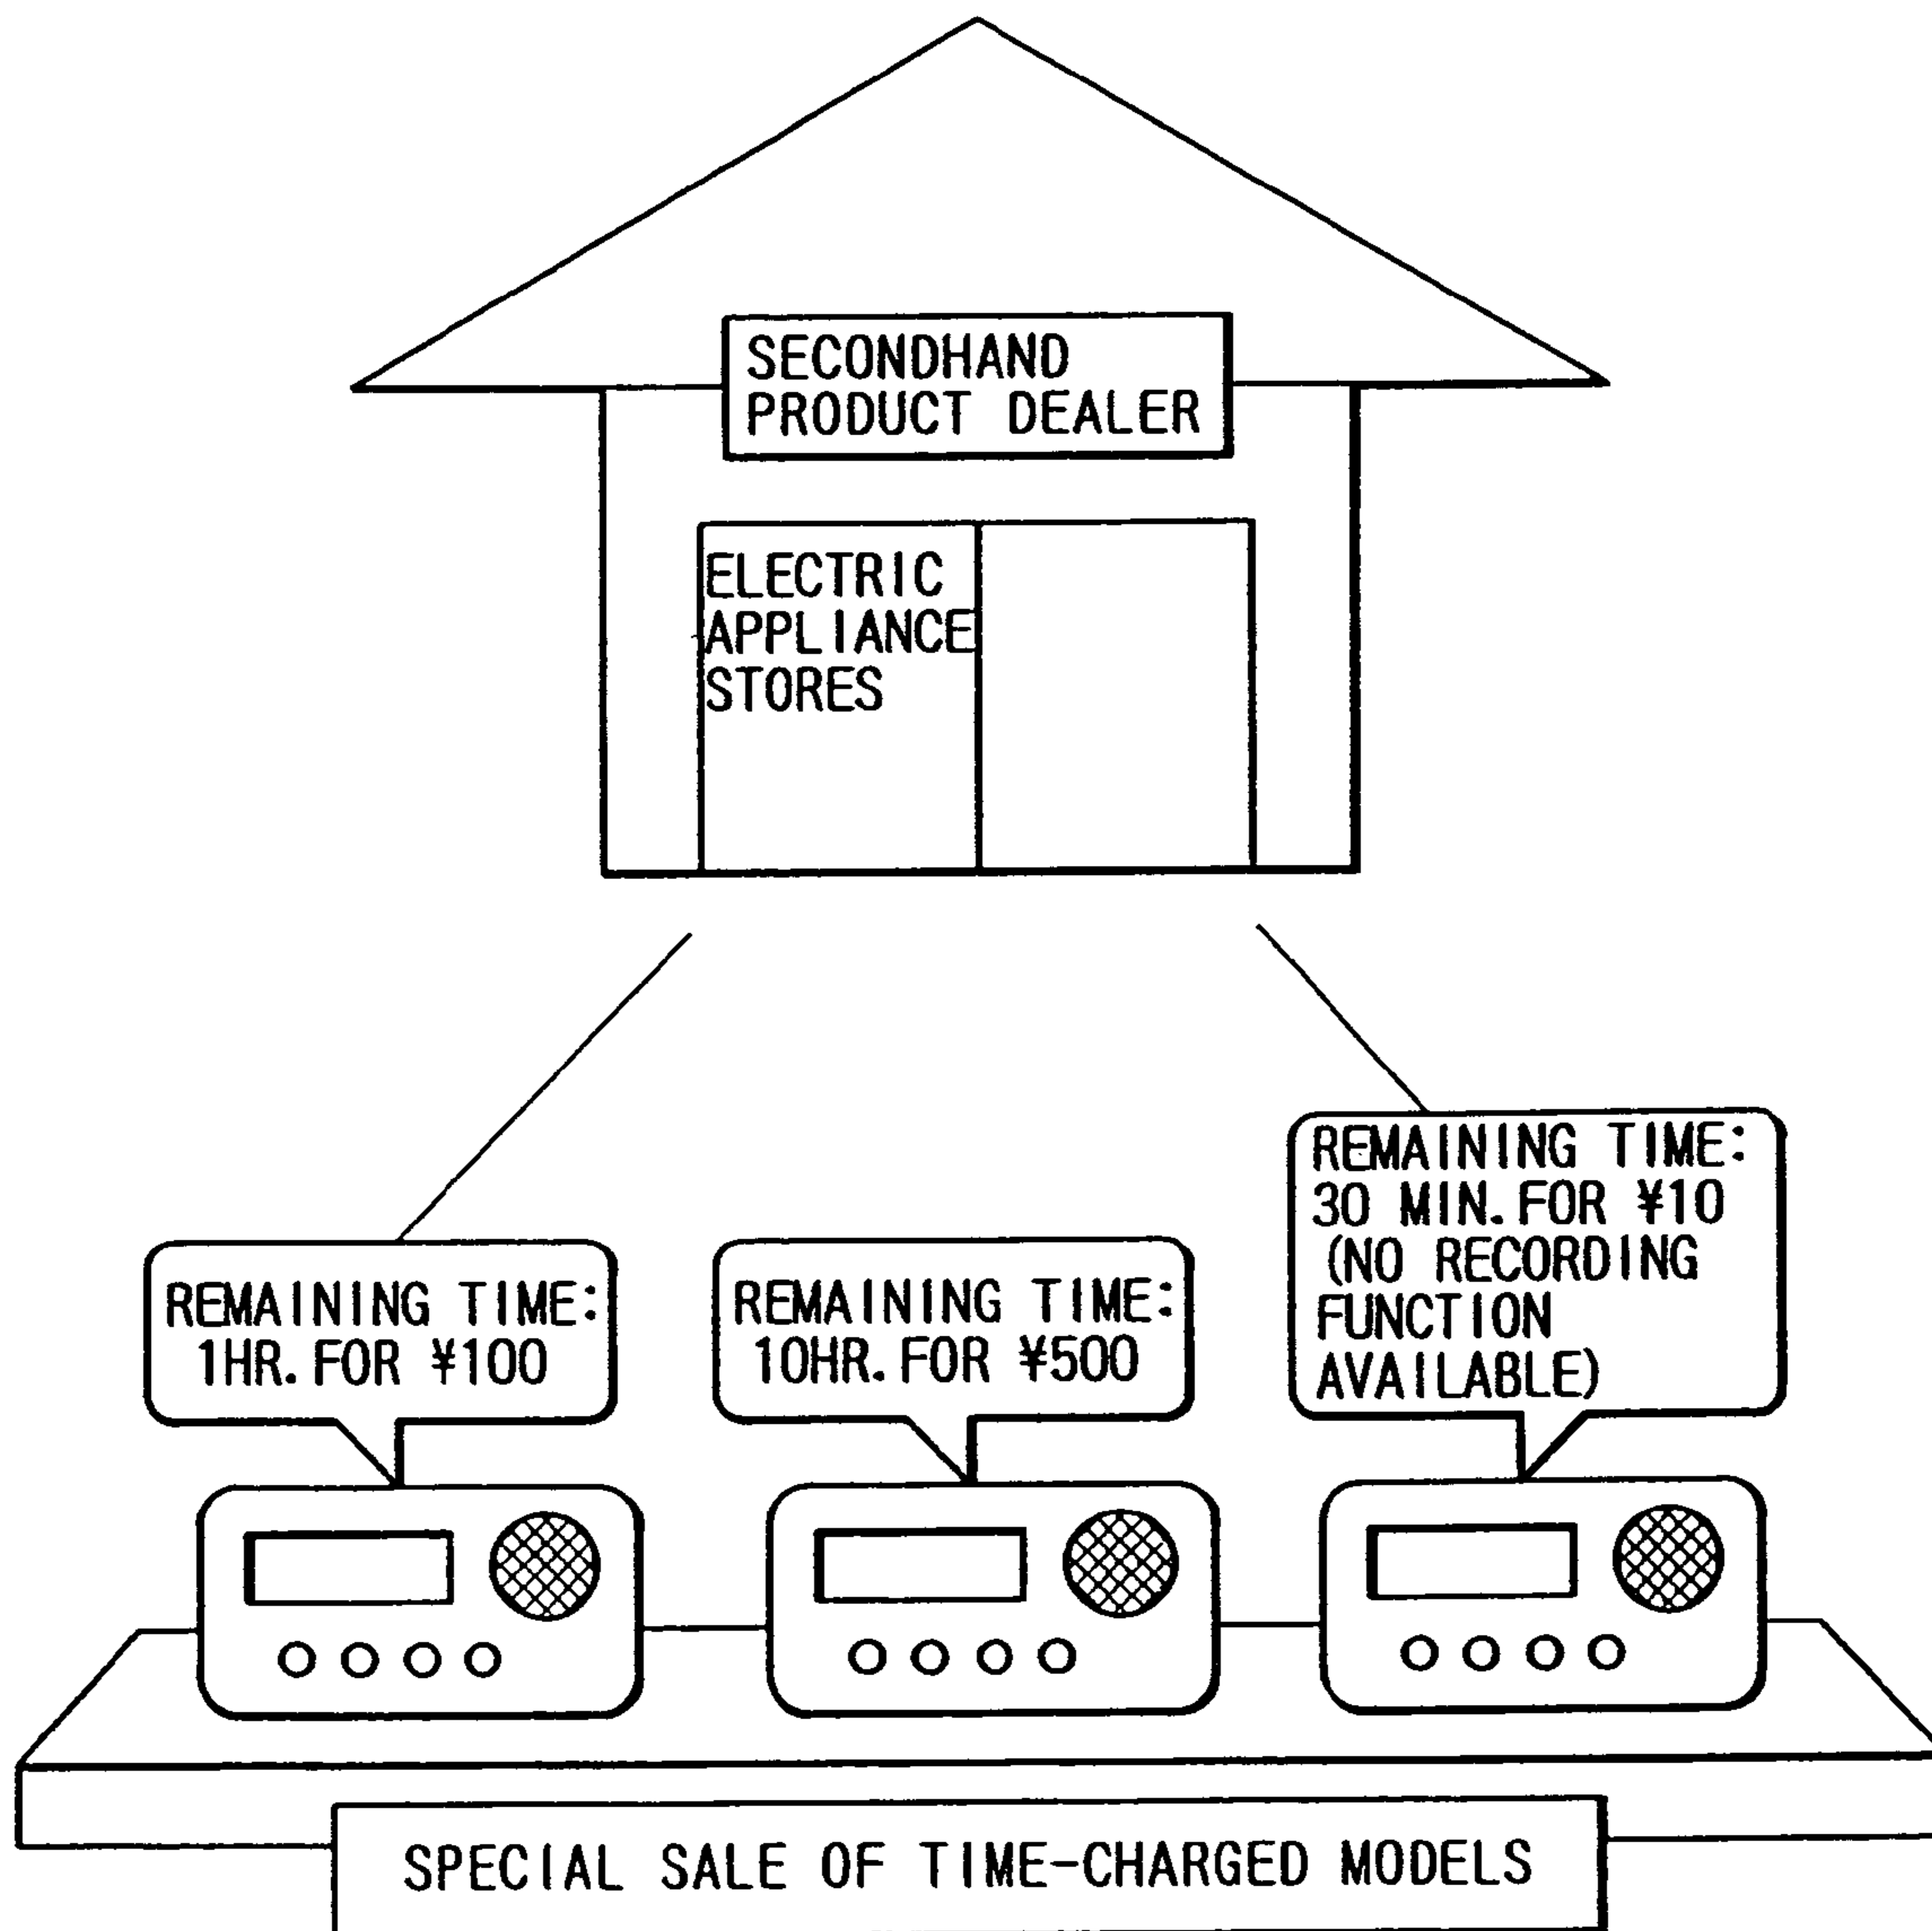 SECONDHAND
PRODUCT DEALER
ELECTRIC
APPLIANCE
STORES
REMAINING TIME:
1HR. FOR ¥100
REMAINING TIME:
10HR. FOR ¥500
REMAINING TIME:
30 MIN. FOR ¥10
(NO RECORDING
FUNCTION
AVAILABLE)
SPECIAL SALE OF TIME-CHARGED MODELS